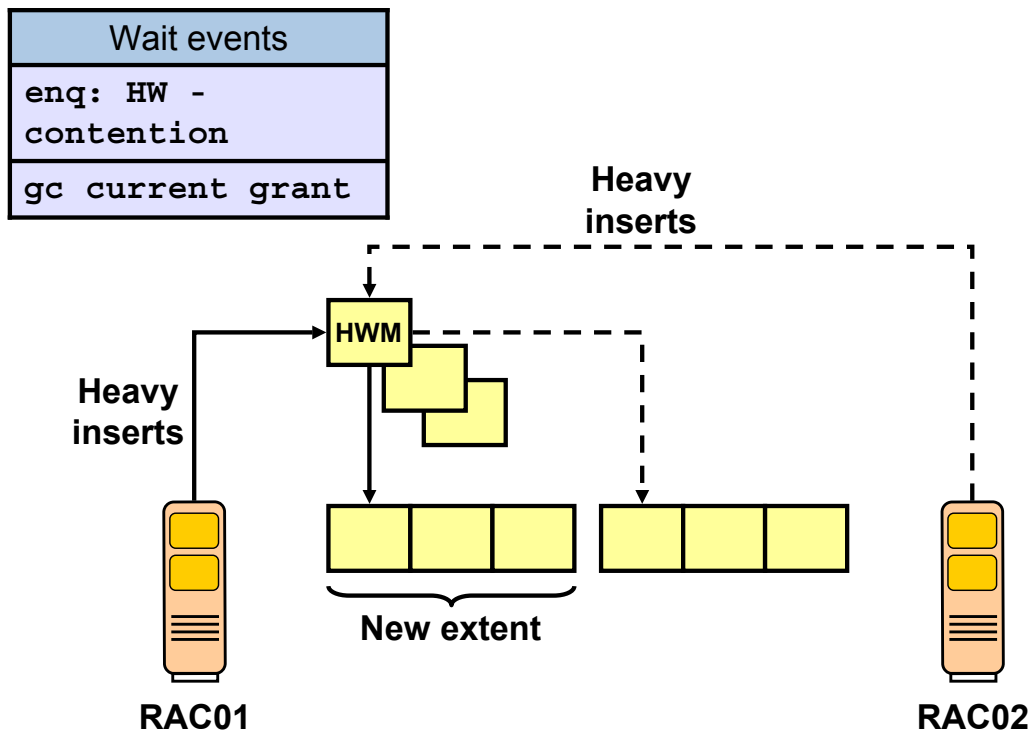 Wait events
enq: HW -
contention
gc current grant
Heavy
inserts
HWM
Heavy
inserts
New extent
RAC01
RAC02